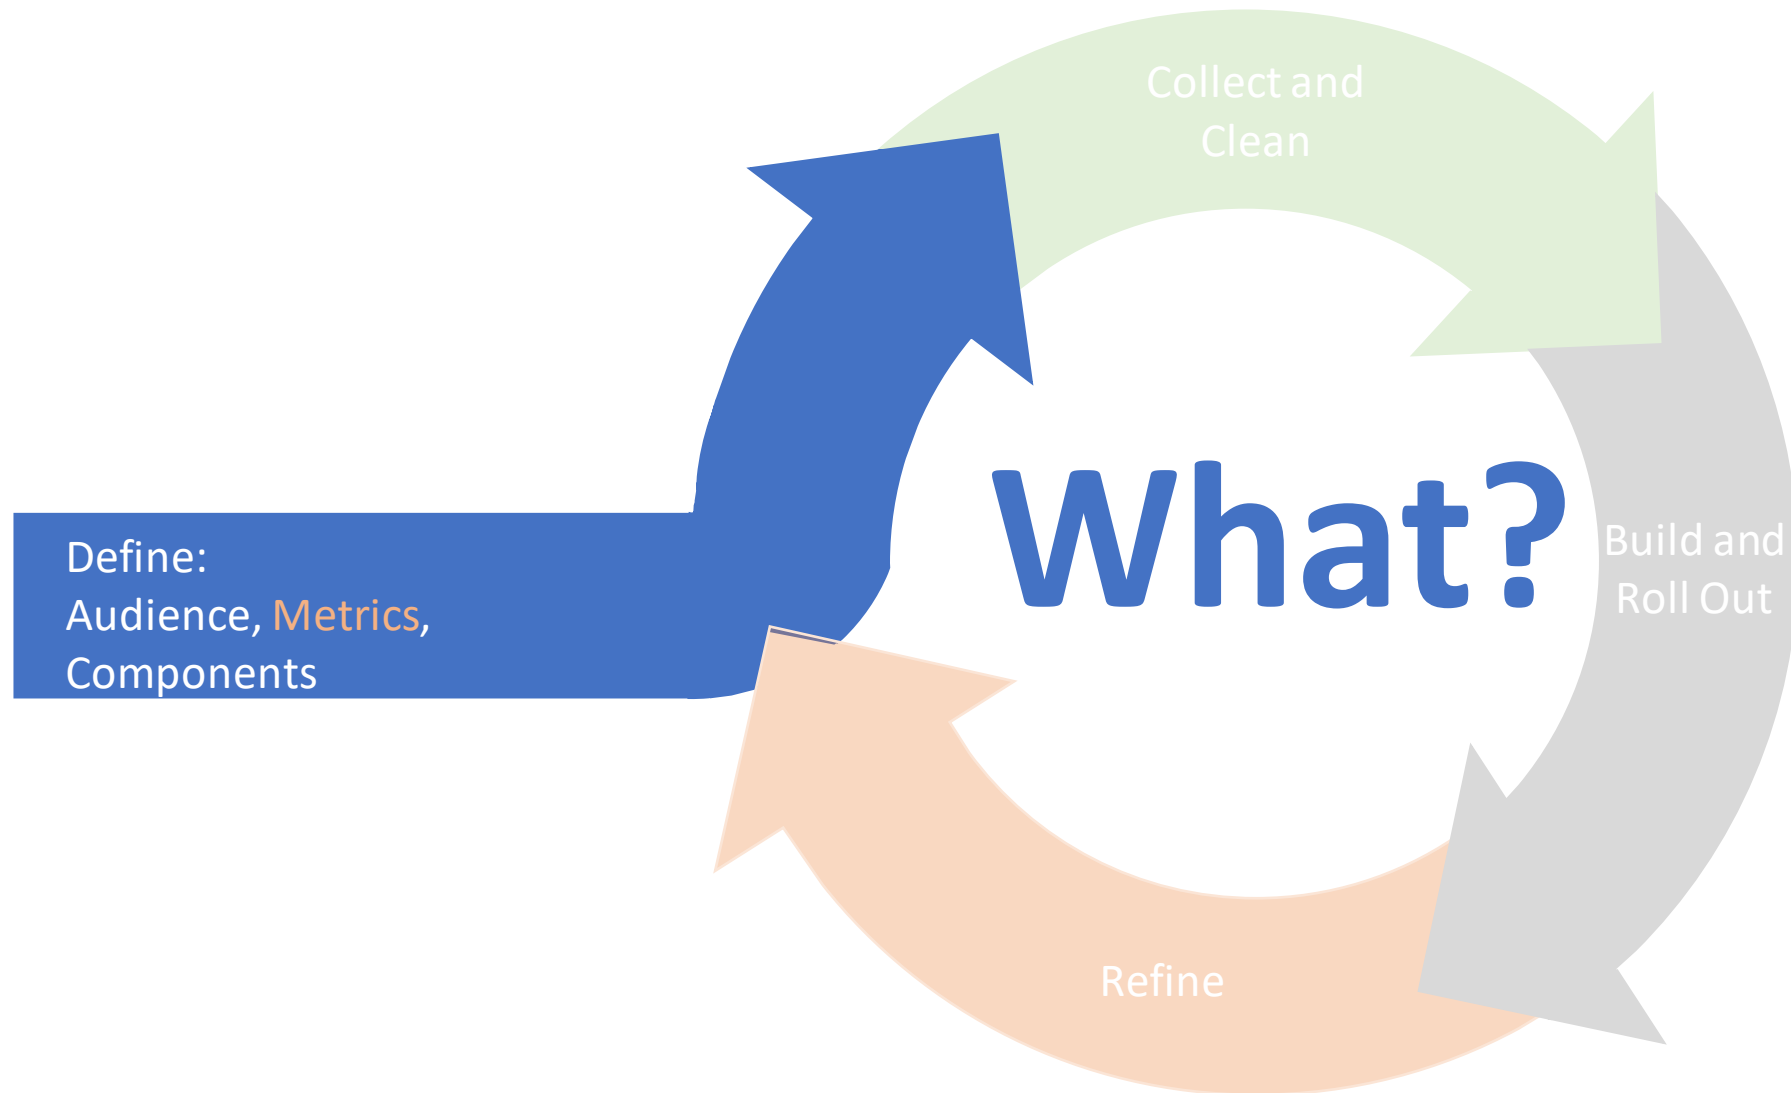 Collect and
Clean
What?
Build and
Roll Out
Define:
Audience, Metrics,
Components
Refine